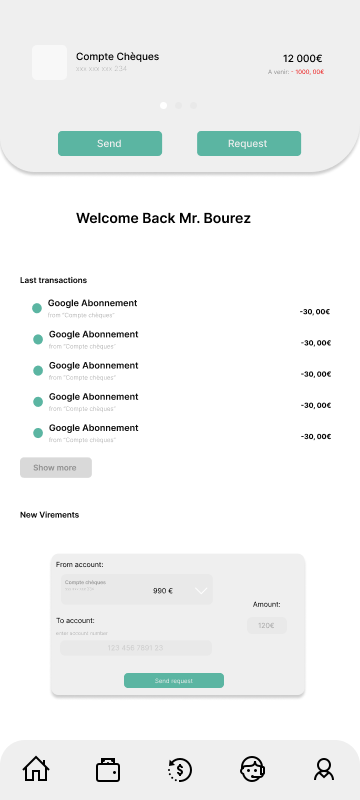 Compte Chèques
12 000€
xxx xxx xxx 234
A venir: - 1000, 00€
Send
Request
Welcome Back Mr. Bourez
Last transactions
Google Abonnement
from "Compte chèques"
-30, 00€
Google Abonnement
from "Compte chèques"
-30, 00€
Google Abonnement
from "Compte chèques"
-30, 00€
Google Abonnement
from "Compte chèques"
-30, 00€
Google Abonnement
from "Compte chèques"
-30, 00€
Show more
New Virements
From account:
Compte chèques
990 €
Amount:
To account:
120€
enter account number
123 456 7891 23
Send request
$